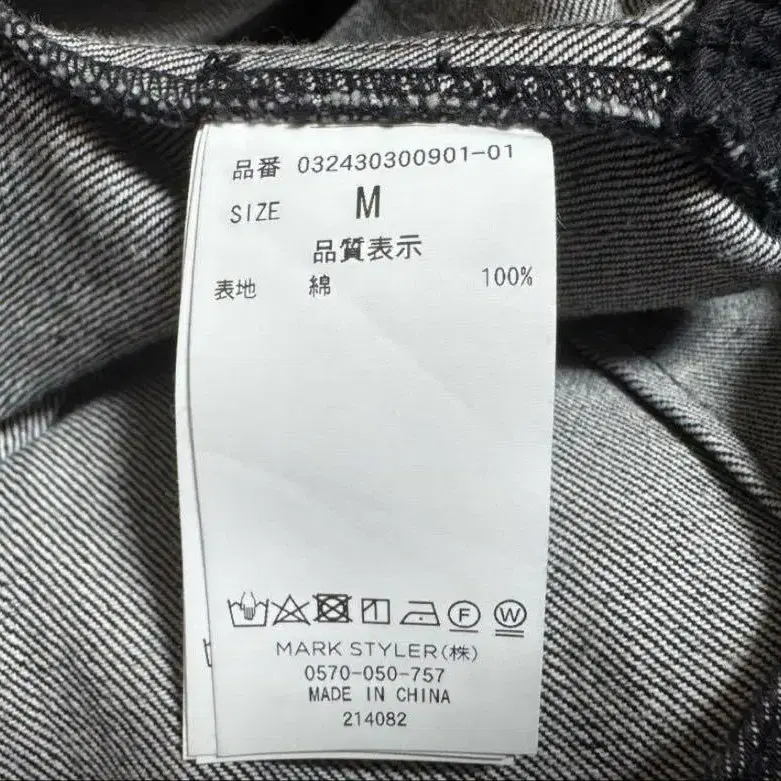 品番 032430300901-01
SIZE M
品質表示
表地 綿 100%
F W
MARK STYLER(株)
0570-050-757
MADE IN CHINA
214082